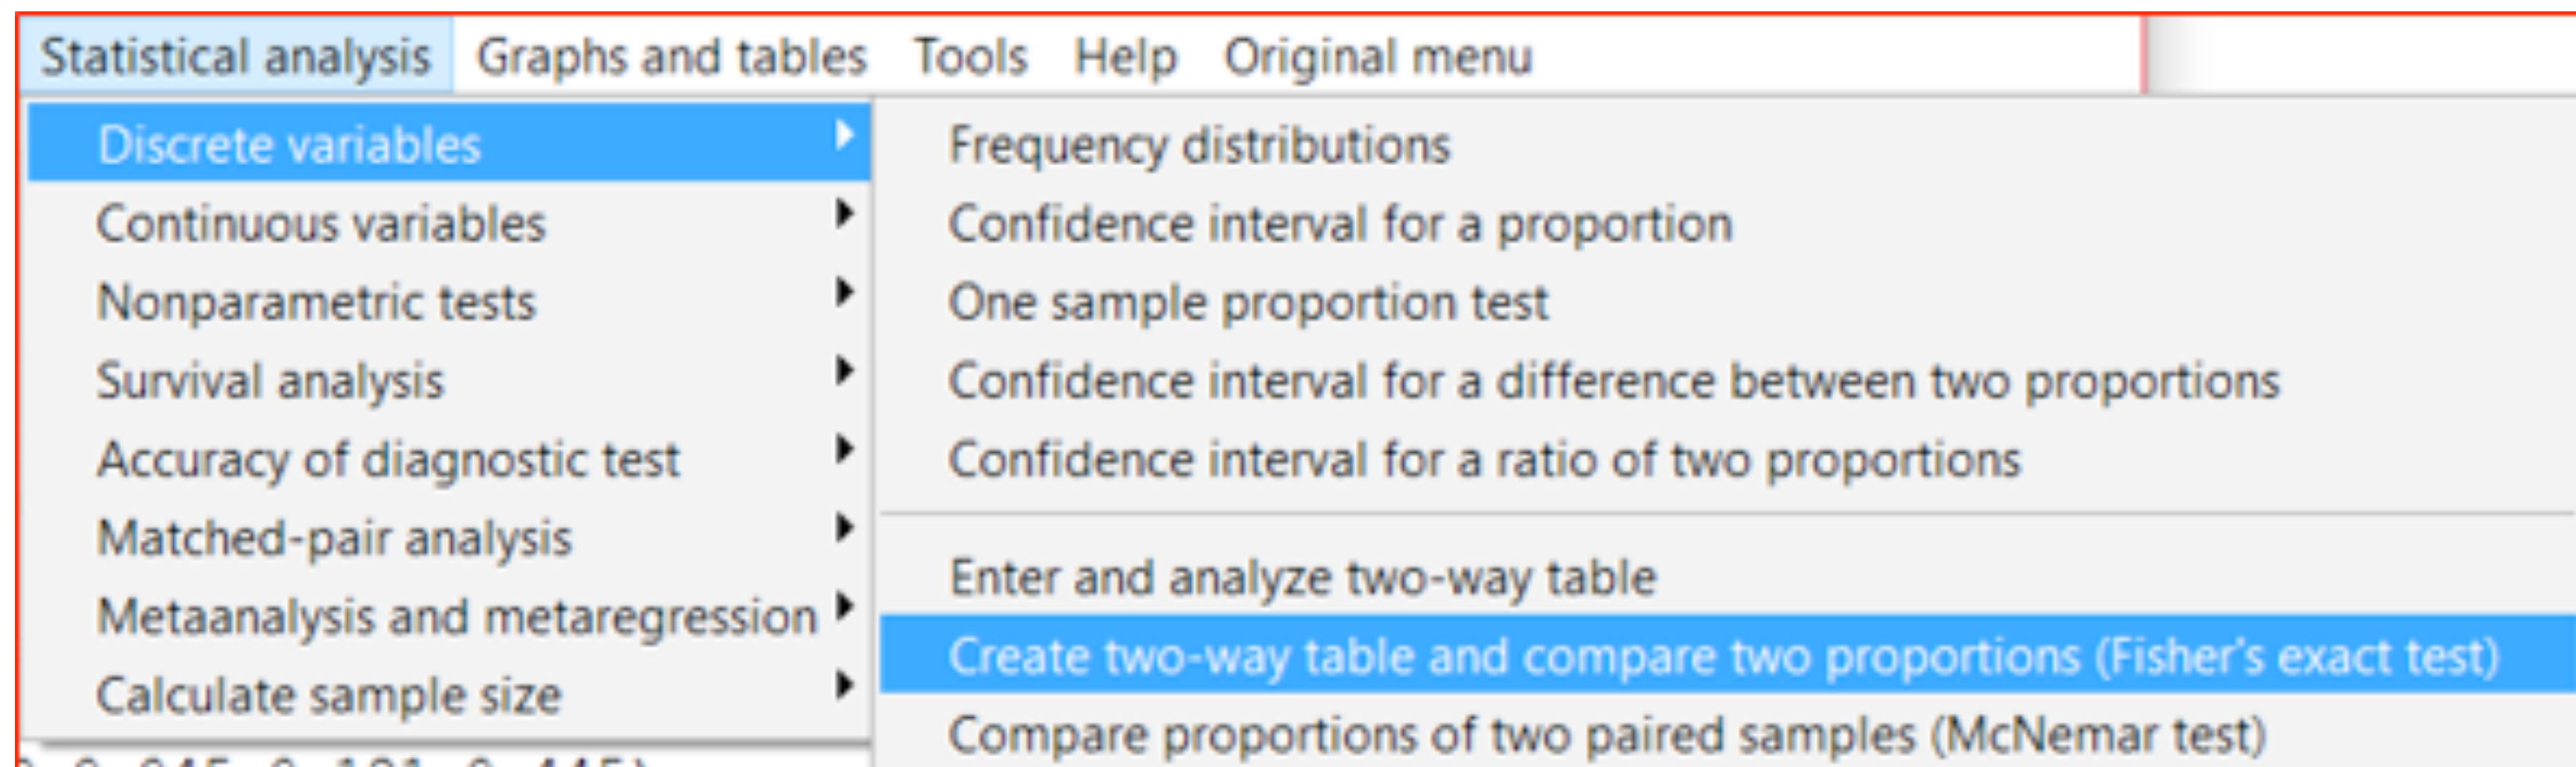 Statistical analysis Graphs and tables Tools Help Original menu
Discrete variables
Continuous variables
Nonparametric tests
Survival analysis
Accuracy of diagnostic test
Matched-pair analysis
Metaanalysis and metaregression
Calculate sample size
Frequency distributions
Confidence interval for a proportion
One sample proportion test
Confidence interval for a difference between two proportions
Confidence interval for a ratio of two proportions
Enter and analyze two-way table
Create two-way table and compare two proportions (Fisher's exact test)
Compare proportions of two paired samples (McNemar test)